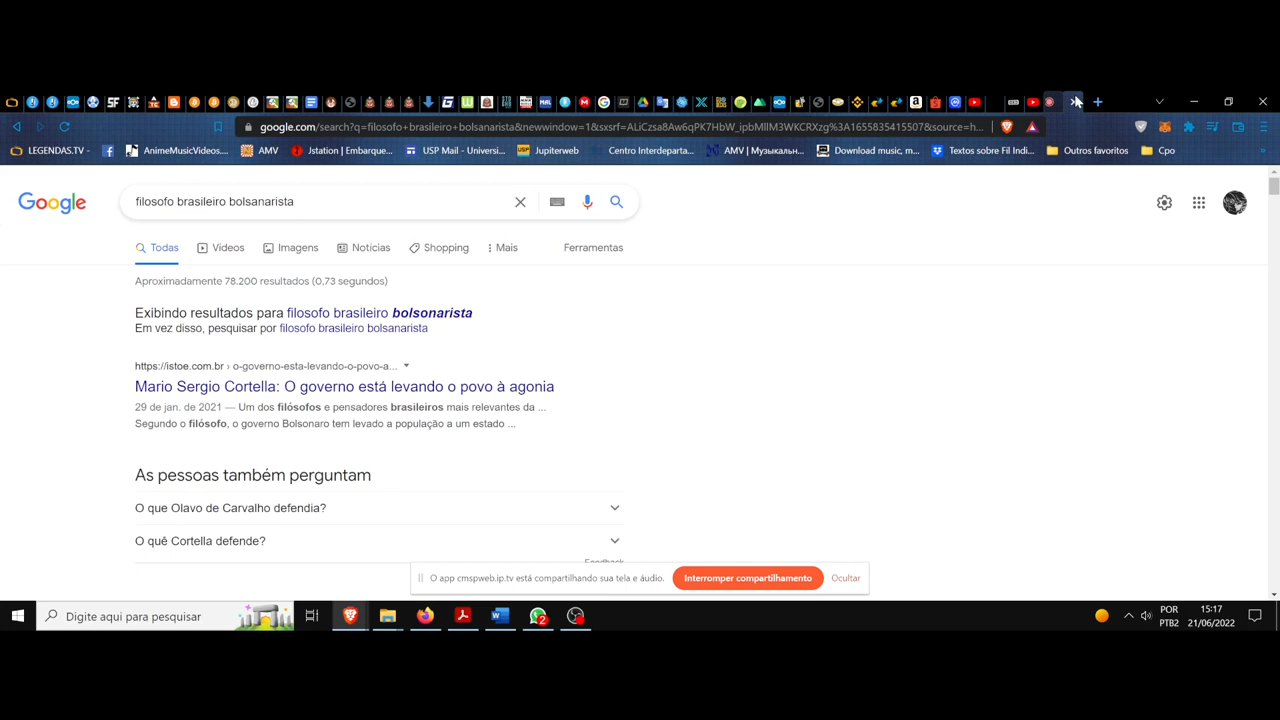 google.com/search?q=filosofo+brasileiro+bolsanarista&newwindow=1&sxsrf=ALiCzsa8Aw6qPK7HbW_ipbMllM3WKCRXzg%3A1655835415507&source=h...
LEGENDAS.TV
AnimeMusicVideos....
AMV
Jstation | Embarque...
USP Mail - Universi...
Jupiterweb
Centro Interdeparta...
AMV | Музыкальн...
Download music, m...
Textos sobre Fil Indi...
Outros favoritos
Cpo
Google
filosofo brasileiro bolsanarista
Todas
Vídeos
Imagens
Notícias
Shopping
Mais
Ferramentas
Aproximadamente 78.200 resultados (0,73 segundos)
Exibindo resultados para filosofo brasileiro bolsonarista
Em vez disso, pesquisar por filosofo brasileiro bolsanarista
https://istoe.com.br › o-governo-esta-levando-o-povo-a...
Mario Sergio Cortella: O governo está levando o povo à agonia
29 de jan. de 2021 — Um dos filósofos e pensadores brasileiros mais relevantes da ...
Segundo o filósofo, o governo Bolsonaro tem levado a população a um estado ...
As pessoas também perguntam
O que Olavo de Carvalho defendia?
O quê Cortella defende?
Feedback
O app cmspweb.ip.tv está compartilhando sua tela e áudio.
Interromper compartilhamento
Ocultar
Digite aqui para pesquisar
2
POR
PTB2
15:17
21/06/2022